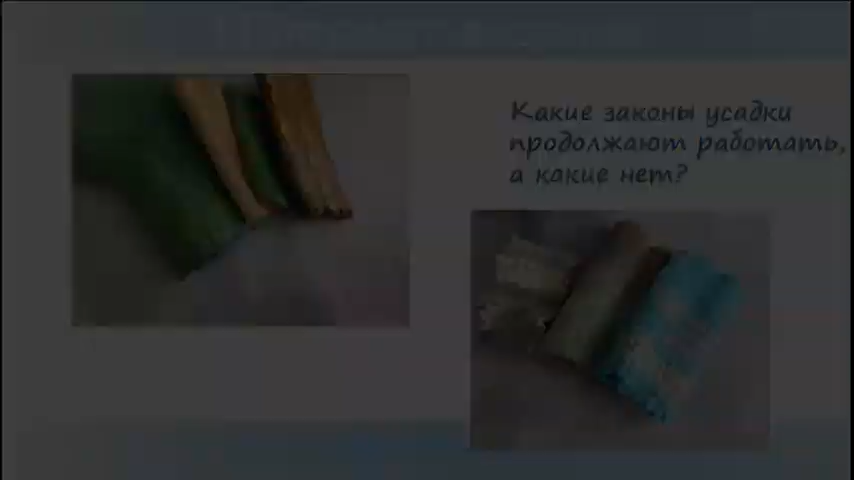 Какие законы усадки
продолжают работать,
а какие нет?